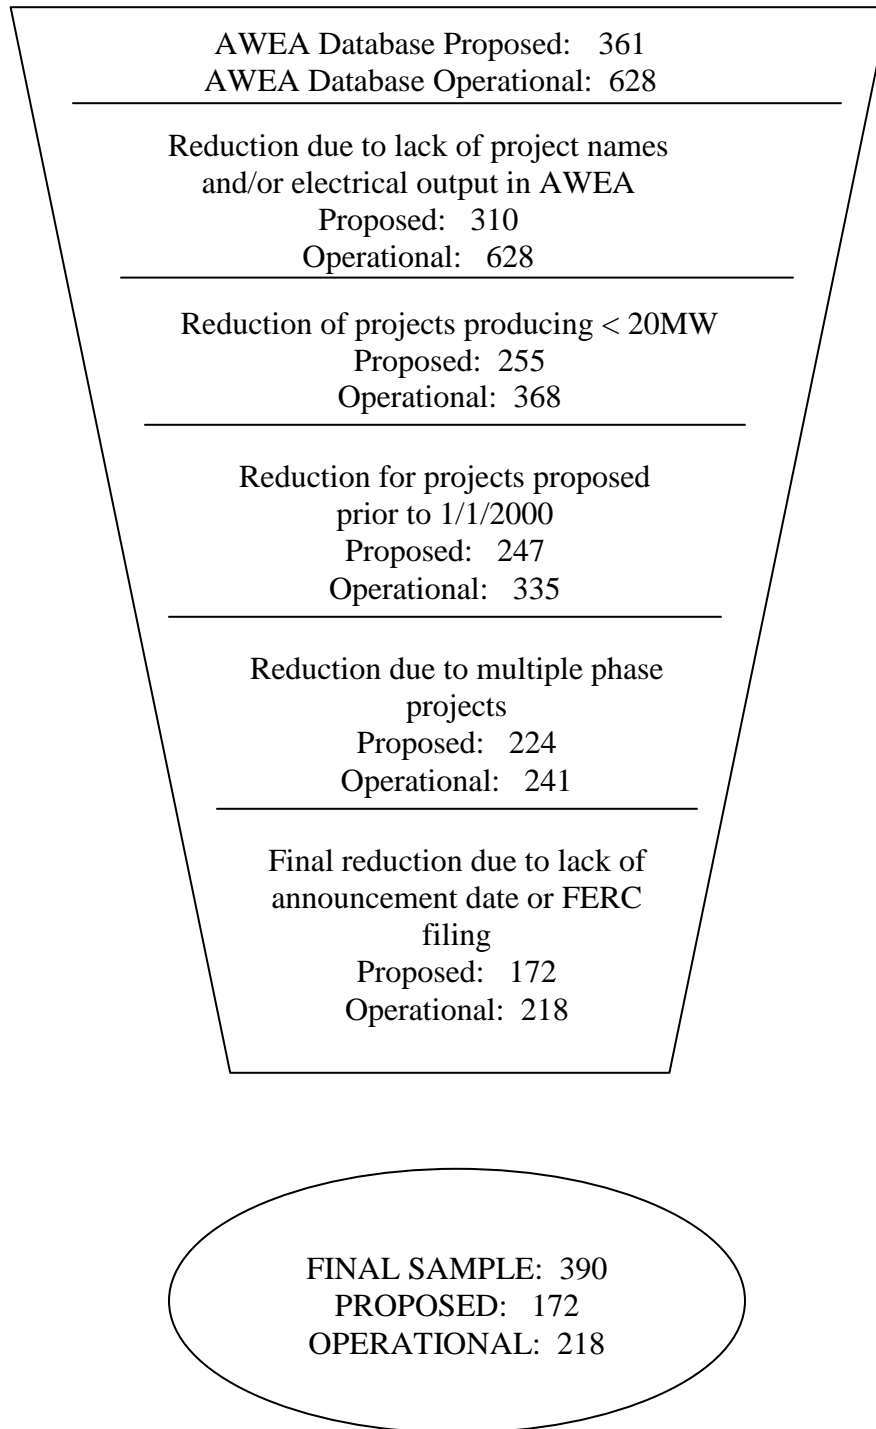 AWEA Database Proposed: 361
AWEA Database Operational: 628
Reduction due to lack of project names
and/or electrical output in AWEA
Proposed: 310
Operational: 628
Reduction of projects producing < 20MW
Proposed: 255
Operational: 368
Reduction for projects proposed
prior to 1/1/2000
Proposed: 247
Operational: 335
Reduction due to multiple phase
projects
Proposed: 224
Operational: 241
Final reduction due to lack of
announcement date or FERC
filing
Proposed: 172
Operational: 218
FINAL SAMPLE: 390
PROPOSED: 172
OPERATIONAL: 218